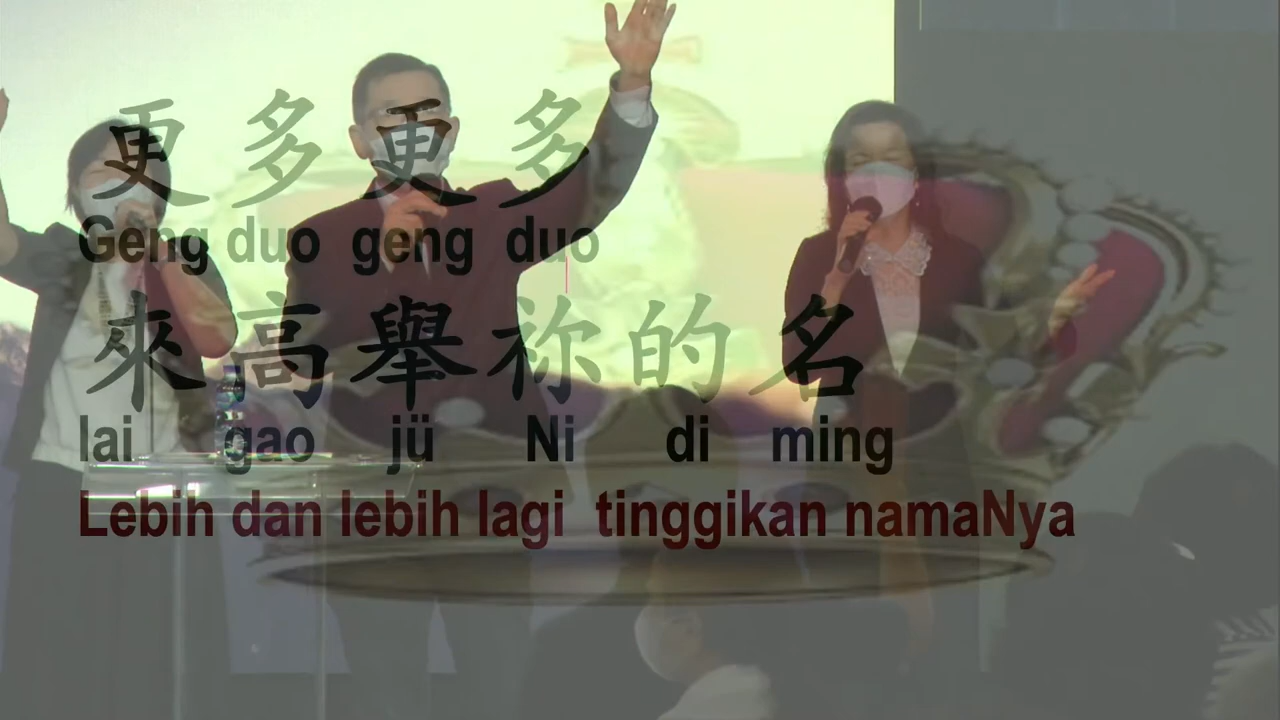 更多更多
Geng duo geng duo
來高舉祢的名
lai gao jü Ni di ming
Lebih dan lebih lagi tinggikan namaNya